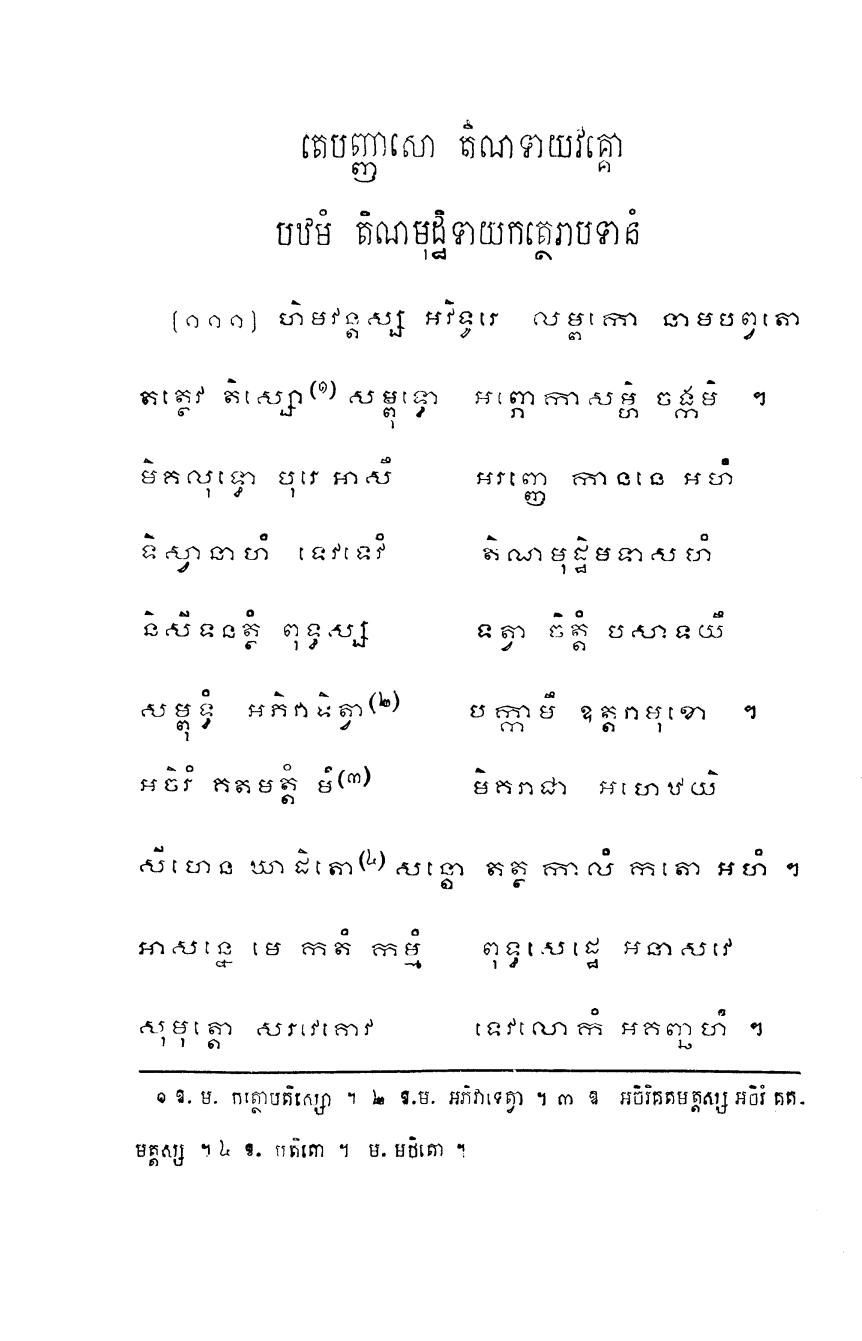 តេបញ្ញាសោ តិណទាយវគ្គោ
បឋមំ តិណមុដ្ឋិទាយកត្ថេរាបទានំ
[១១១] ហិមវន្តស្ស អវិទូរេ លម្ពកោ នាម បព្វតោ
តត្ថេវ តិស្សោ(១) សម្ពុទ្ធោ អព្ភោកាសម្ហិ ចង្កមិ ។
មិគលុទ្ធោ បុរេ អាសឹ អរញ្ញេ កាននេ អហំ
ទិស្វានាហំ ទេវទេវំ តិណមុដ្ឋិមទាសហំ
និសីទនត្ថំ ពុទ្ធស្ស ទត្វា ចិត្តំ បសាទយឹ
សម្ពុទ្ធំ អភិវាធិត្វា(២) បក្កាមឹ ឧត្តរាមុខោ ។
អចិរំ គតមត្តំ មំ(៣) មិគរាជា អហេឋយិ
សីហេន ឃាដិតោ(៤) សន្តោ តត្ថ កាលំ កតោ អហំ ។
អាសន្នេ មេ កតំ កម្មំ ពុទ្ធសេដ្ឋេ អនាសវេ
សុមុត្តោ សរវេគោវ ទេវលោកំ អគញ្ឆហំ ។
១ ឱ. ម. កត្ថោបតិស្សោ ។ ២ ឱ.ម. អភិវាទេត្វា ។ ៣ ឱ អចិរំគតមត្តស្ស អចិរំ គត-
មត្តស្ស ។ ៤ ឱ. បតិតោ ។ ម. មថិតោ ។